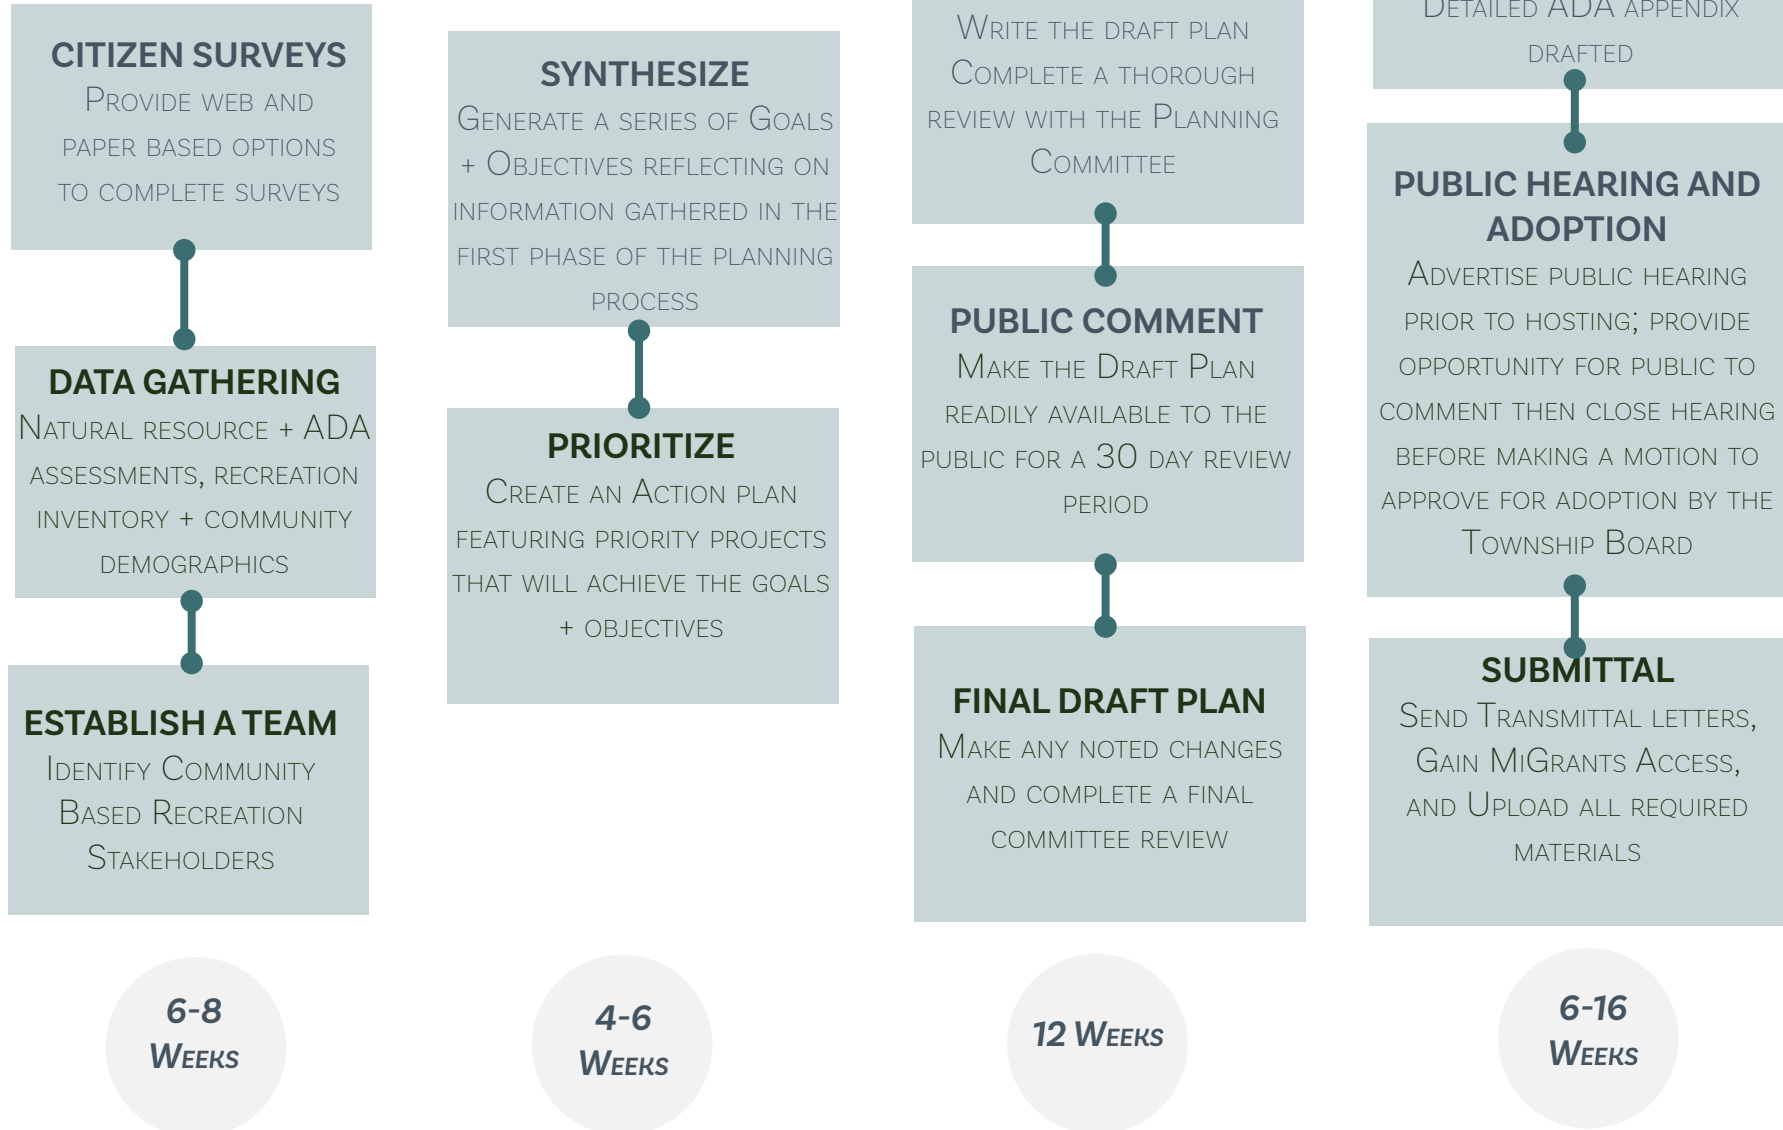 CITIZEN SURVEYS
Provide web and
paper based options
to complete surveys
DATA GATHERING
Natural resource + ADA
assessments, recreation
inventory + community
demographics
ESTABLISH A TEAM
Identify Community
Based Recreation
Stakeholders
6-8
Weeks
SYNTHESIZE
Generate a series of Goals
+ Objectives reflecting on
information gathered in the
first phase of the planning
process
PRIORITIZE
Create an Action plan
featuring priority projects
that will achieve the goals
+ objectives
4-6
Weeks
Write the draft plan
Complete a thorough
review with the Planning
Committee
PUBLIC COMMENT
Make the Draft Plan
readily available to the
public for a 30 day review
period
FINAL DRAFT PLAN
Make any noted changes
and complete a final
committee review
12 Weeks
Detailed ADA appendix
drafted
PUBLIC HEARING AND
ADOPTION
Advertise public hearing
prior to hosting; provide
opportunity for public to
comment then close hearing
before making a motion to
approve for adoption by the
Township Board
SUBMITTAL
Send Transmittal letters,
Gain MiGrants Access,
and Upload all required
materials
6-16
Weeks